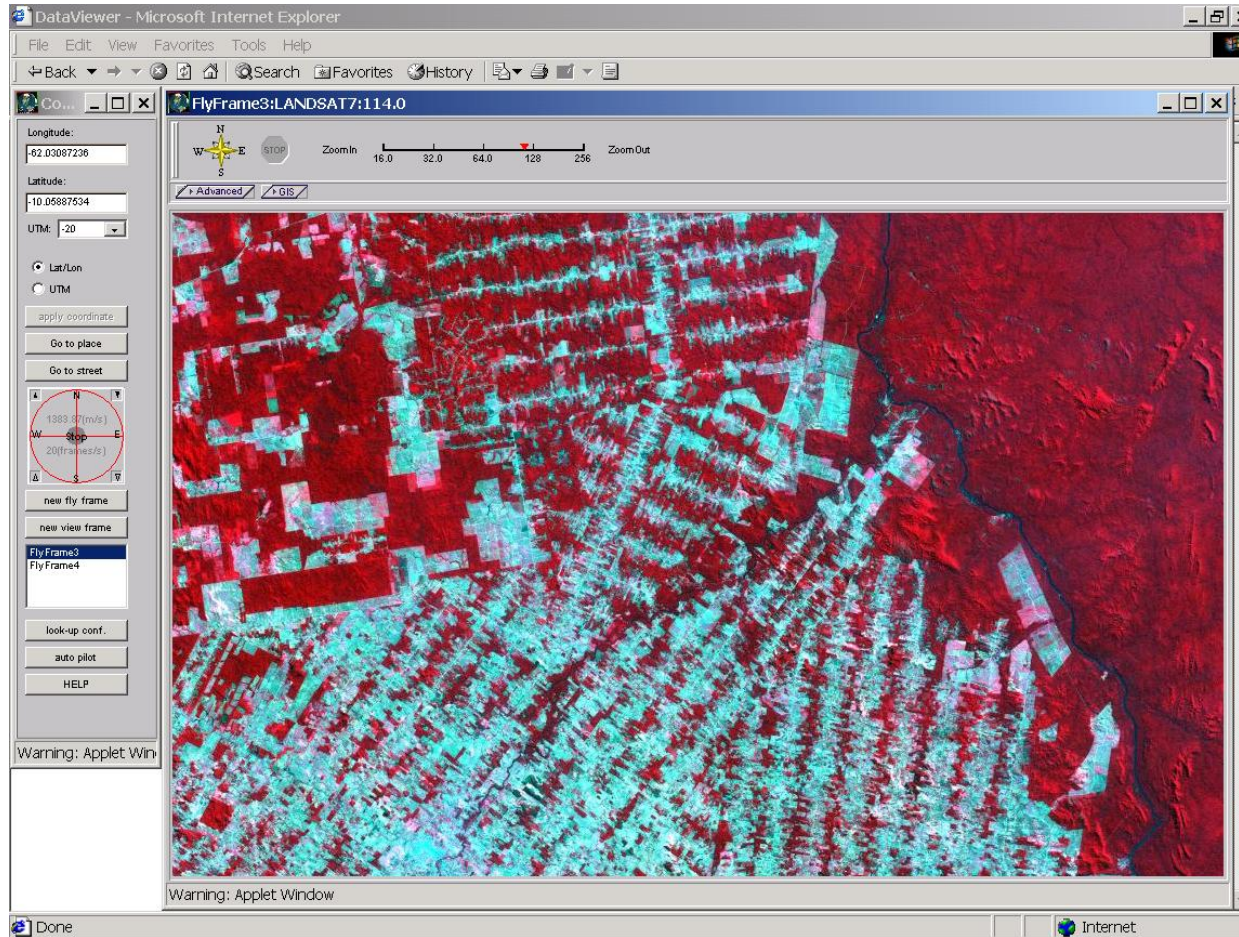 DataViewer - Microsoft Internet Explorer
File Edit View Favorites Tools Help
Back Search Favorites History
Co...
Longitude:
-62.03087236
Latitude:
-10.05887534
UTM: -20
Lat/Lon
UTM
apply coordinate
Go to place
Go to street
N
1383.87(m/s)
W Stop E
20(frames/s)
S
new fly frame
new view frame
FlyFrame3
FlyFrame4
look-up conf.
auto pilot
HELP
Warning: Applet Win
FlyFrame3:LANDSAT7:114.0
N
W E
S
STOP
Zoom In 16.0 32.0 64.0 128 256 Zoom Out
Advanced GIS
Warning: Applet Window
Done Internet